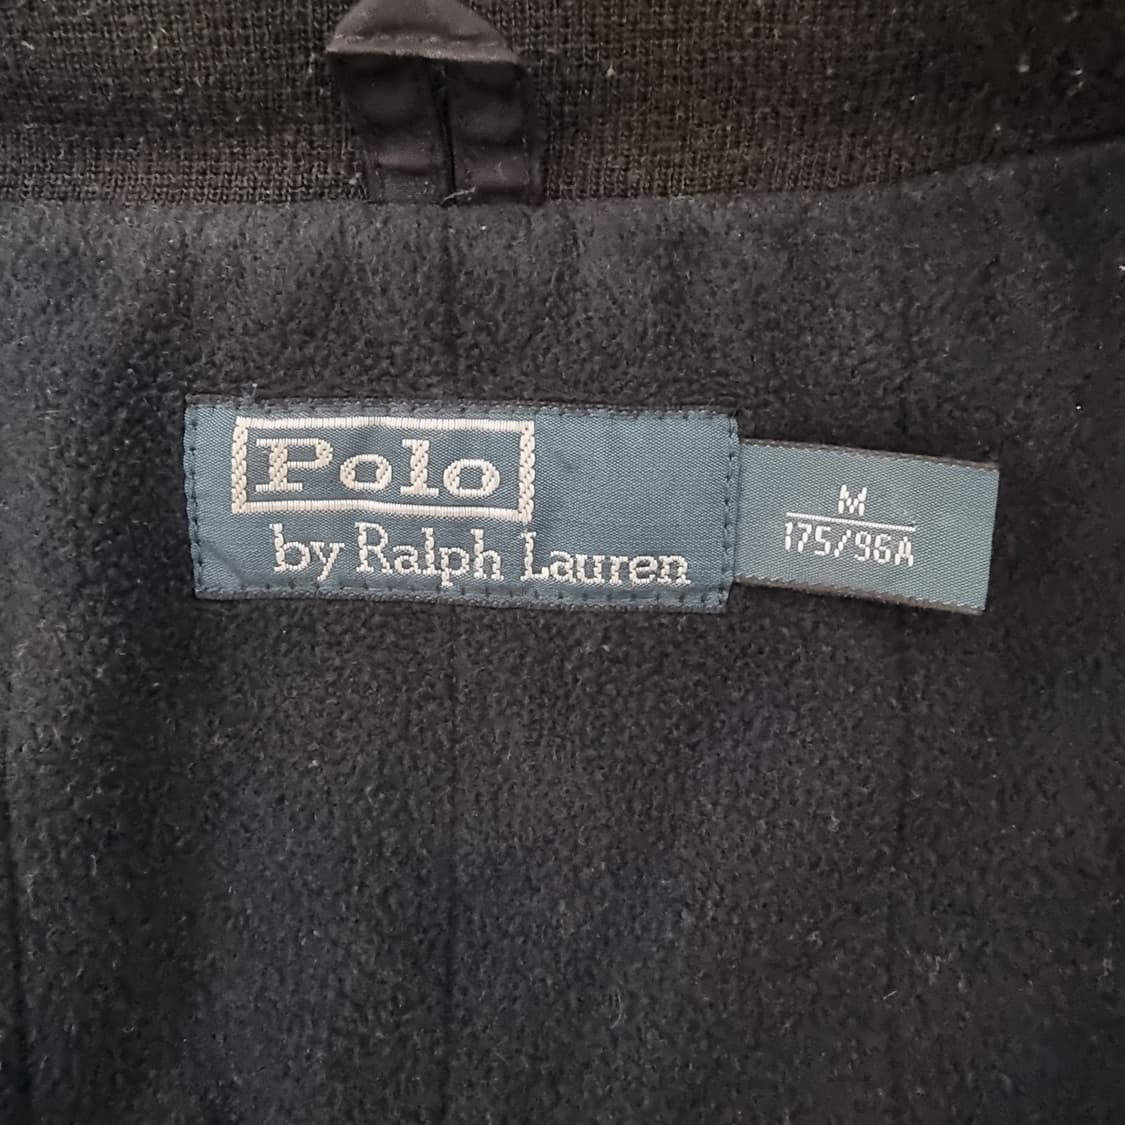 Polo
by Ralph Lauren
M
175/96A